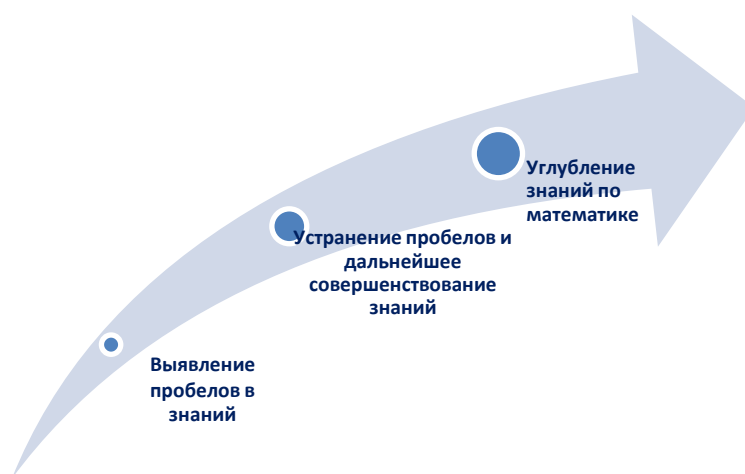 Углубление
знаний по
математике
Устранение пробелов и
дальнейшее
совершенствование
знаний
Выявление
пробелов в
знаний